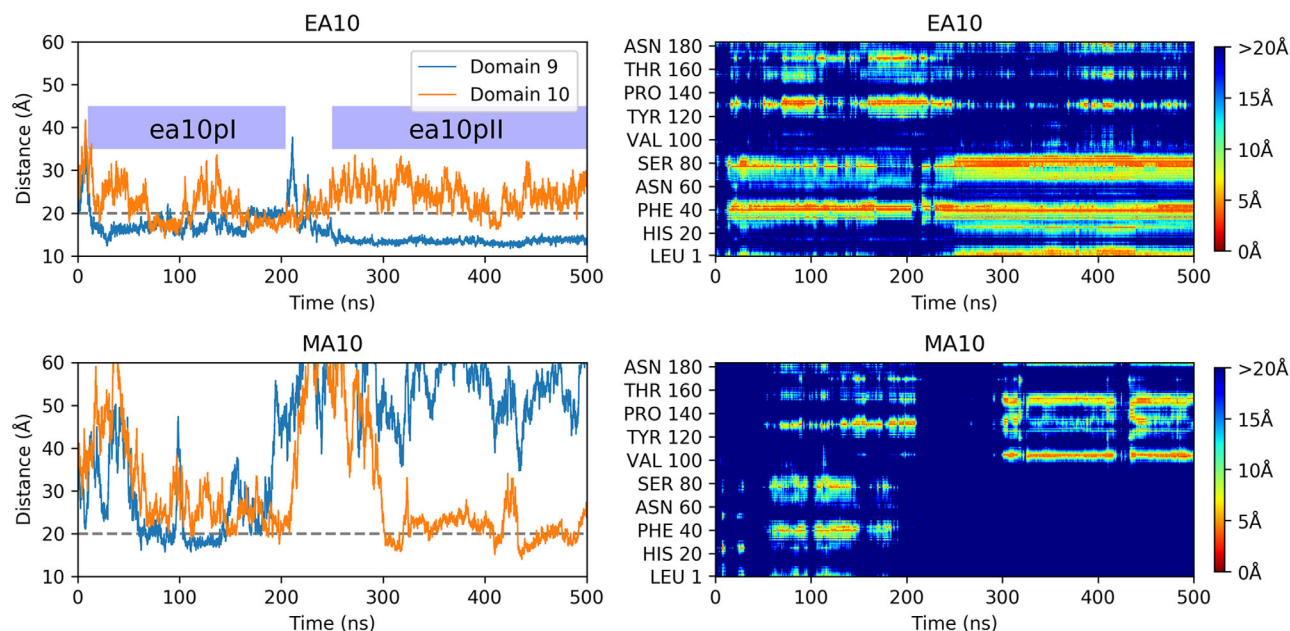 EA10
60
50
40
30
20
10
Distance (Å)
Domain 9
Domain 10
ea10pI
ea10pII
0
100
200
300
400
500
Time (ns)
EA10
ASN 180
THR 160
PRO 140
TYR 120
VAL 100
SER 80
ASN 60
PHE 40
HIS 20
LEU 1
0
100
200
300
400
500
Time (ns)
>20Å
15Å
10Å
5Å
0Å
MA10
60
50
40
30
20
10
Distance (Å)
0
100
200
300
400
500
Time (ns)
MA10
ASN 180
THR 160
PRO 140
TYR 120
VAL 100
SER 80
ASN 60
PHE 40
HIS 20
LEU 1
0
100
200
300
400
500
Time (ns)
>20Å
15Å
10Å
5Å
0Å